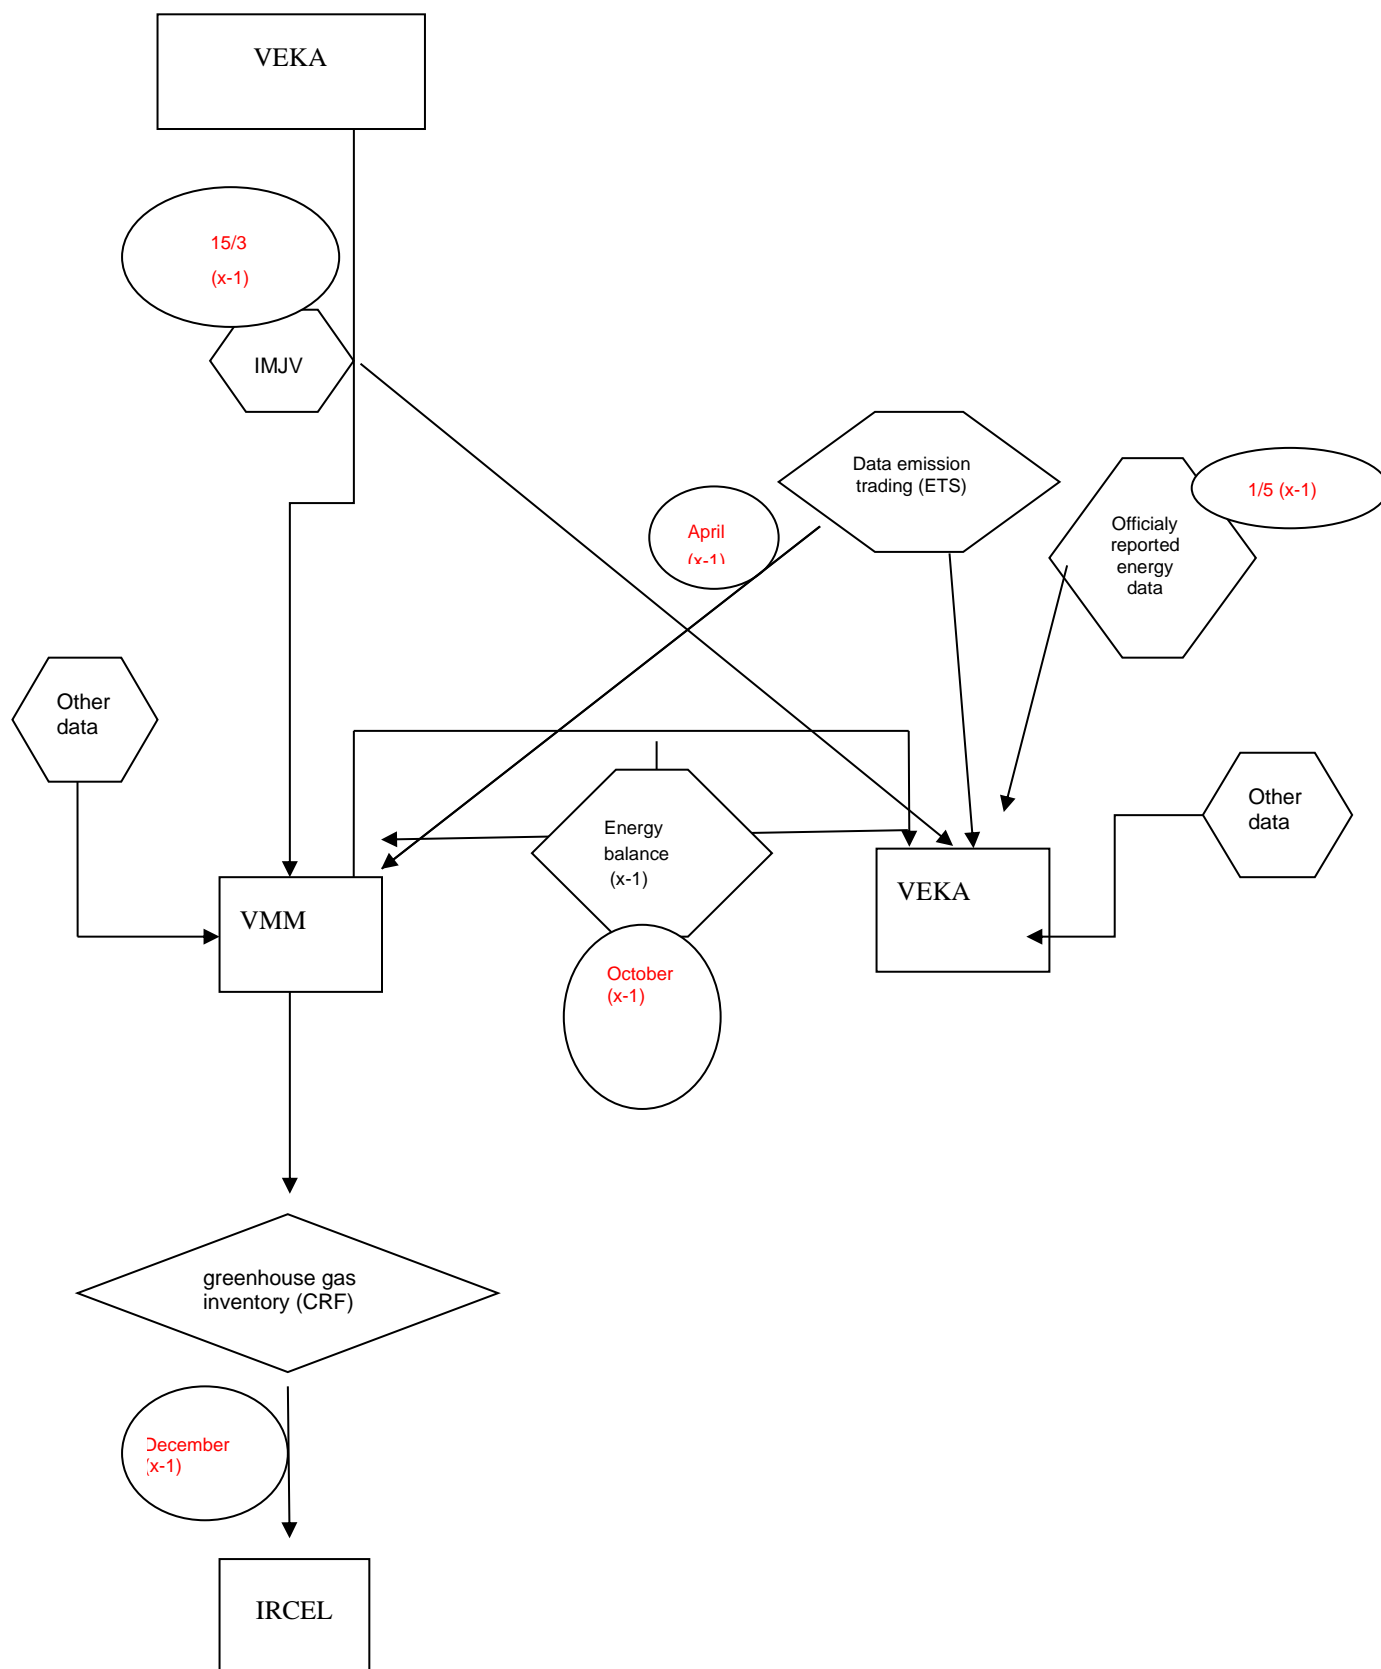 VEKA
15/3
(x-1)
IMJV
Data emission
trading (ETS)
1/5 (x-1)
April
(x-1)
Officialy
reported
energy
data
Other
data
Other
data
Energy
balance
(x-1)
VEKA
VMM
October
(x-1)
greenhouse gas
inventory (CRF)
December
(x-1)
IRCEL